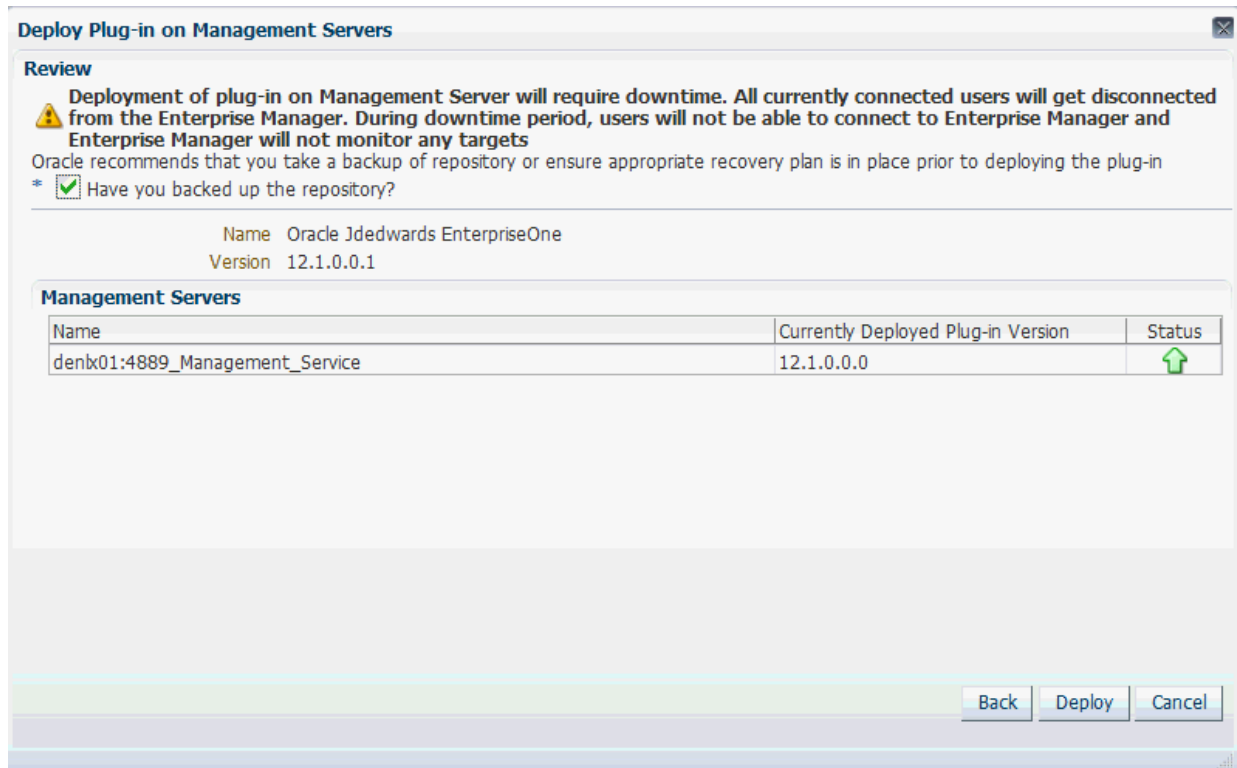 Deploy Plug-in on Management Servers
Review
Deployment of plug-in on Management Server will require downtime. All currently connected users will get disconnected
from the Enterprise Manager. During downtime period, users will not be able to connect to Enterprise Manager and
Enterprise Manager will not monitor any targets
Oracle recommends that you take a backup of repository or ensure appropriate recovery plan is in place prior to deploying the plug-in
* Have you backed up the repository?
Name Oracle Jdedwards EnterpriseOne
Version 12.1.0.0.1
Management Servers
Name Currently Deployed Plug-in Version Status
denlx01:4889_Management_Service 12.1.0.0.0
Back Deploy Cancel